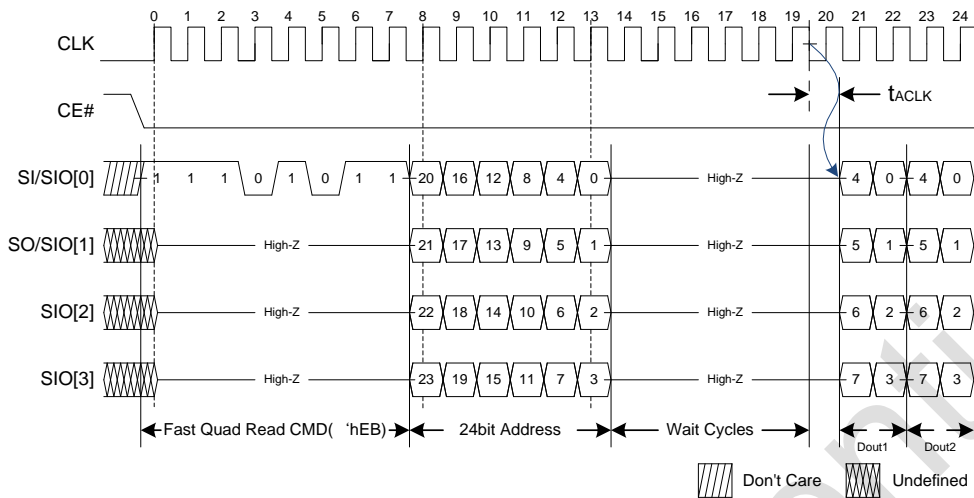 0 1 2 3 4 5 6 7 8 9 10 11 12 13 14 15 16 17 18 19 20 21 22 23 24
CLK
tACLK
CE#
SI/SIO[0] 1 1 1 0 1 0 1 1 20 16 12 8 4 0 High-Z 4 0 4 0
SO/SIO[1] High-Z 21 17 13 9 5 1 High-Z 5 1 5 1
SIO[2] High-Z 22 18 14 10 6 2 High-Z 6 2 6 2
SIO[3] High-Z 23 19 15 11 7 3 High-Z 7 3 7 3
Fast Quad Read CMD( 'hEB) 24bit Address Wait Cycles Dout1 Dout2
Don't Care Undefined